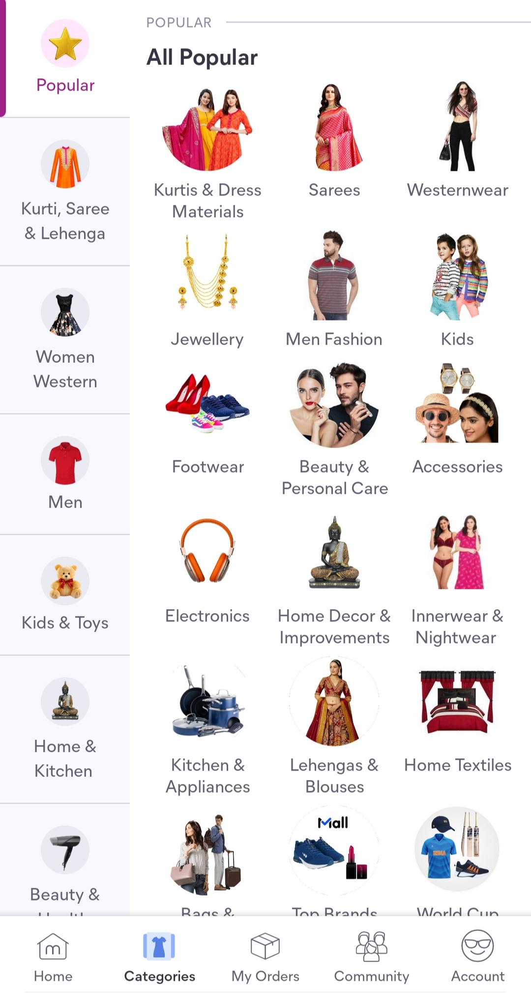 POPULAR
All Popular
Popular
Kurti, Saree
& Lehenga
Women
Western
Men
Kids & Toys
Home &
Kitchen
Beauty &
Kurtis & Dress
Materials
Sarees
Westernwear
Jewellery
Men Fashion
Kids
Footwear
Beauty &
Personal Care
Accessories
Electronics
Home Decor &
Improvements
Innerwear &
Nightwear
Kitchen &
Appliances
Lehengas &
Blouses
Home Textiles
Mall
INDIA
Bags &
Top Brands
World Cup
m
Home
Categories
My Orders
Community
Account